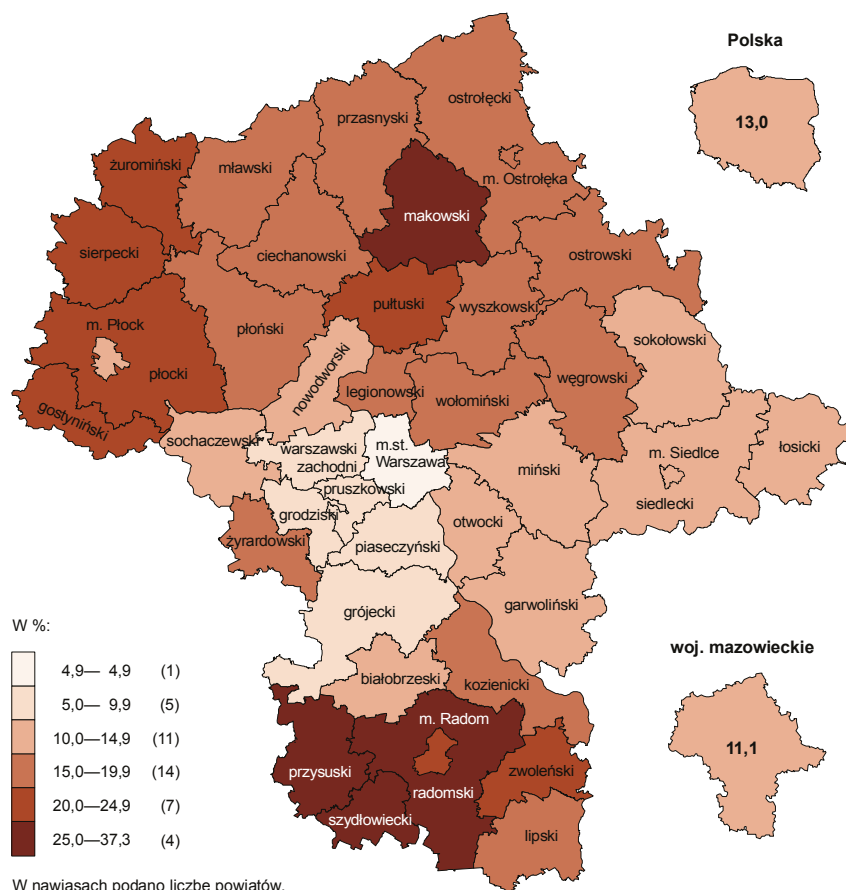 Polska
13,0
ostrołęcki
przasnyski
m. Ostrołęka
żuromiński
mławski
makowski
sierpecki
ciechanowski
ostrowski
pułtuski
wyszkowski
m. Płock
płoński
sokołowski
płocki
nowodworski
legionowski
wołomiński
węgrowski
gostyniński
sochaczewski
warszawski
zachodni
m.st.
Warszawa
miński
m. Siedlce
łosicki
siedlecki
pruszkowski
grodziski
otwocki
żyrardowski
piaseczyński
garwoliński
grójecki
W %:
4,9— 4,9 (1)
5,0— 9,9 (5)
10,0—14,9 (11)
15,0—19,9 (14)
20,0—24,9 (7)
25,0—37,3 (4)
białobrzeski
kozienicki
woj. mazowieckie
11,1
m. Radom
przysuski
radomski
zwoleński
szydłowiecki
lipski
W nawiasach podano liczbę powiatów.